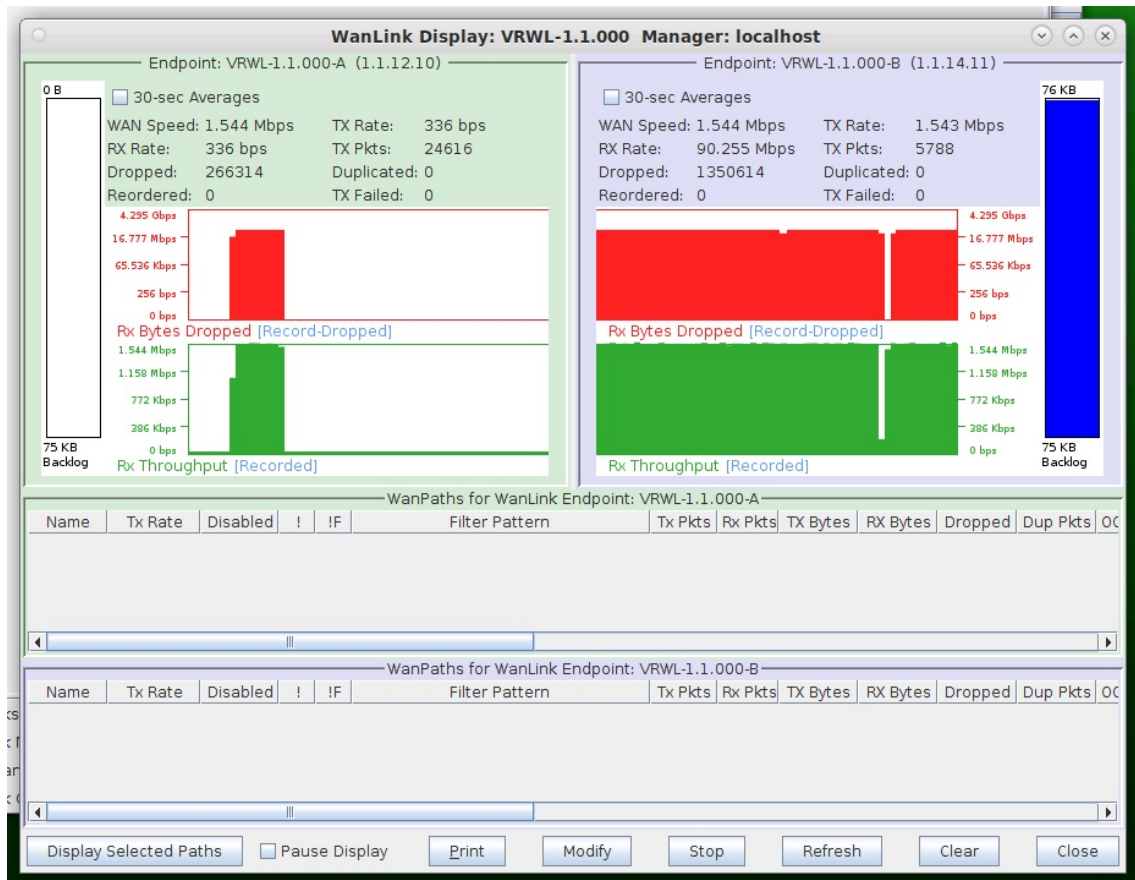 WanLink Display: VRWL-1.1.000 Manager: localhost
Endpoint: VRWL-1.1.000-A (1.1.12.10)
0 B
30-sec Averages
WAN Speed: 1.544 Mbps TX Rate: 336 bps
RX Rate: 336 bps TX Pkts: 24616
Dropped: 266314 Duplicated: 0
Reordered: 0 TX Failed: 0
4.295 Gbps
16.777 Mbps
65.536 Kbps
256 bps
0 bps
Rx Bytes Dropped [Record-Dropped]
1.544 Mbps
1.158 Mbps
772 Kbps
386 Kbps
0 bps
Rx Throughput [Recorded]
75 KB
Backlog
Endpoint: VRWL-1.1.000-B (1.1.14.11)
76 KB
30-sec Averages
WAN Speed: 1.544 Mbps TX Rate: 1.543 Mbps
RX Rate: 90.255 Mbps TX Pkts: 5788
Dropped: 1350614 Duplicated: 0
Reordered: 0 TX Failed: 0
4.295 Gbps
16.777 Mbps
65.536 Kbps
256 bps
0 bps
Rx Bytes Dropped [Record-Dropped]
1.544 Mbps
1.158 Mbps
772 Kbps
386 Kbps
0 bps
Rx Throughput [Recorded]
75 KB
Backlog
WanPaths for WanLink Endpoint: VRWL-1.1.000-A
Name Tx Rate Disabled ! !F Filter Pattern Tx Pkts Rx Pkts TX Bytes RX Bytes Dropped Dup Pkts
WanPaths for WanLink Endpoint: VRWL-1.1.000-B
Name Tx Rate Disabled ! !F Filter Pattern Tx Pkts Rx Pkts TX Bytes RX Bytes Dropped Dup Pkts
Display Selected Paths Pause Display Print Modify Stop Refresh Clear Close